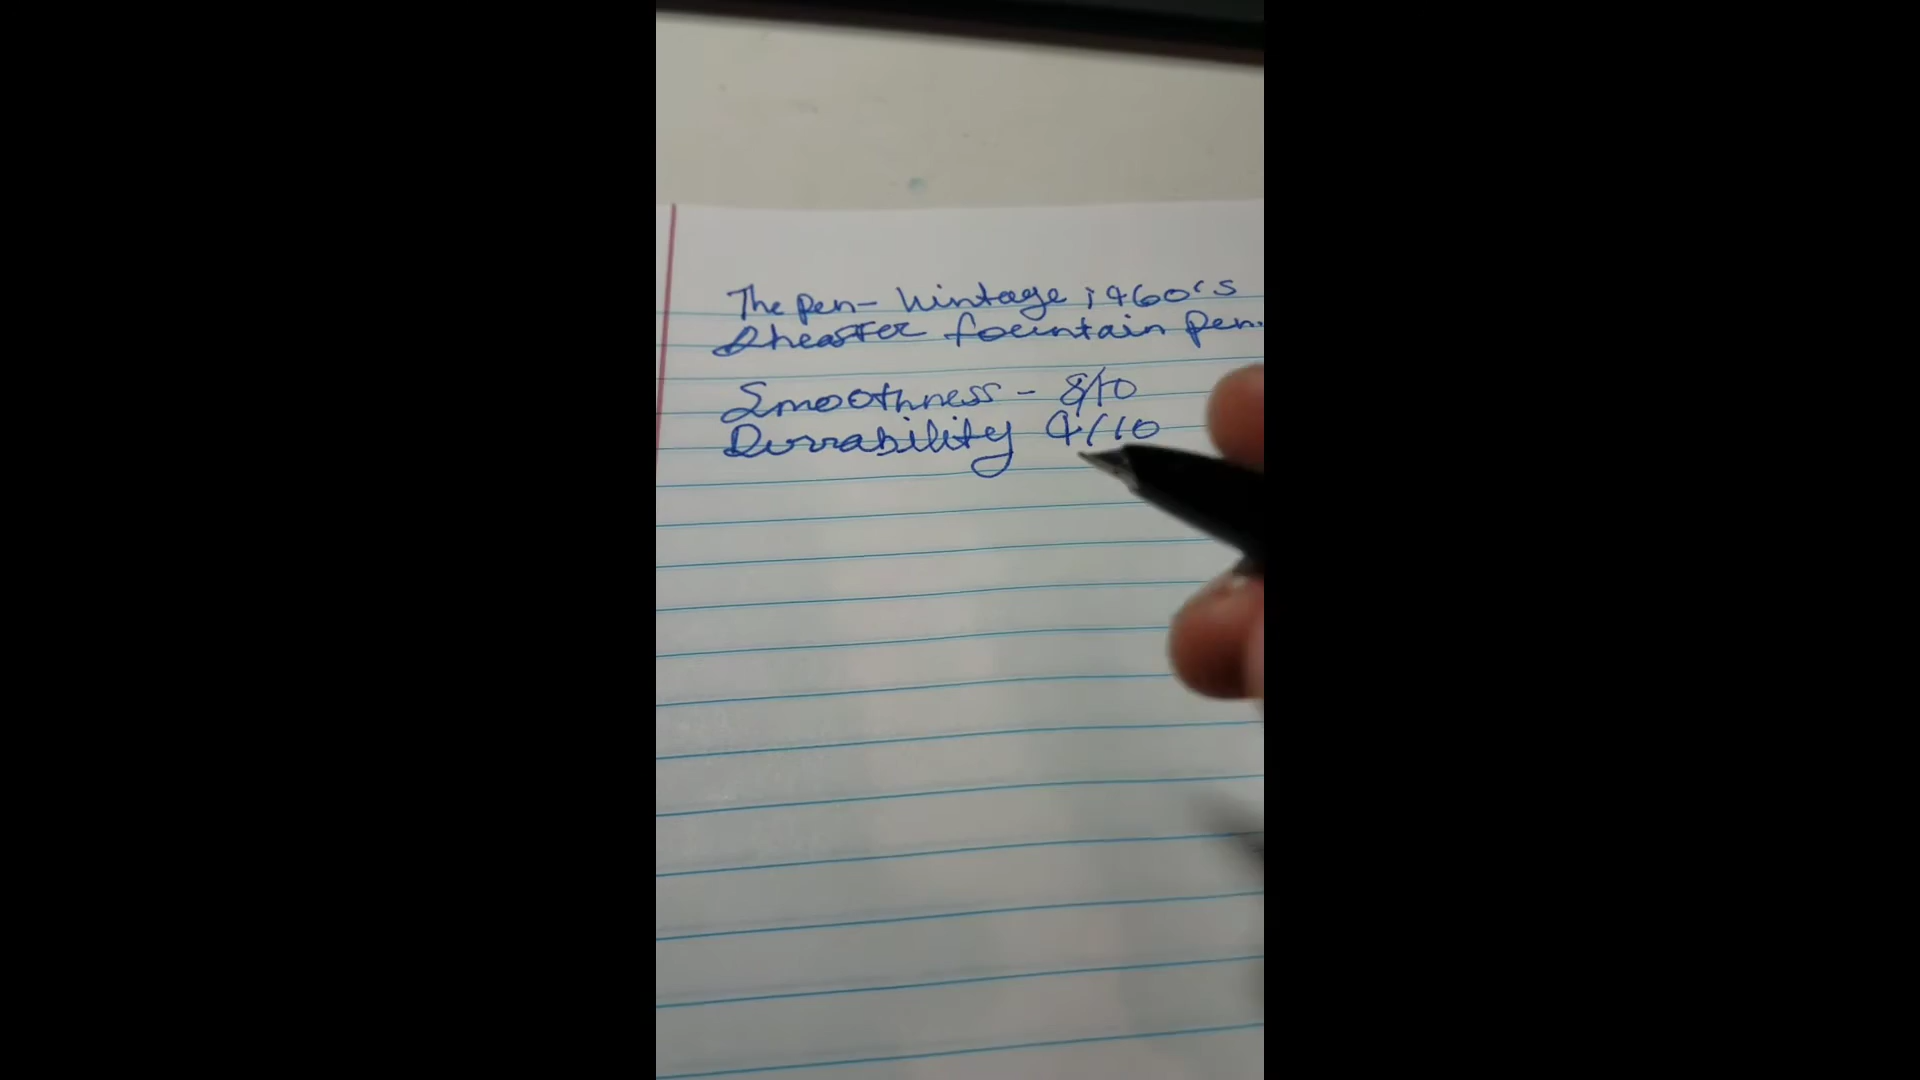 The pen - Vintage 1960's
Sheaffer fountain pen.
Smoothness - 8/10
Durrability 9/10